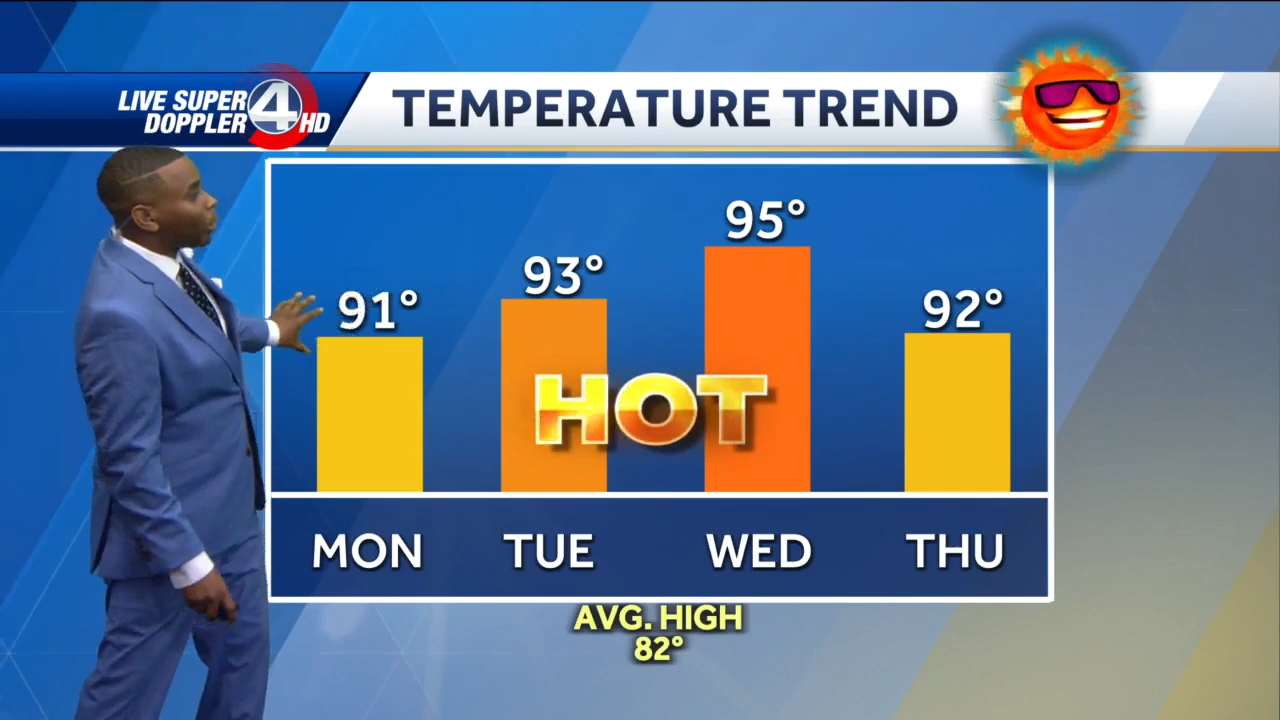 LIVE SUPER
DOPPLER 4 HD
TEMPERATURE TREND
91° 93° 95° 92°
HOT
MON TUE WED THU
AVG. HIGH
82°